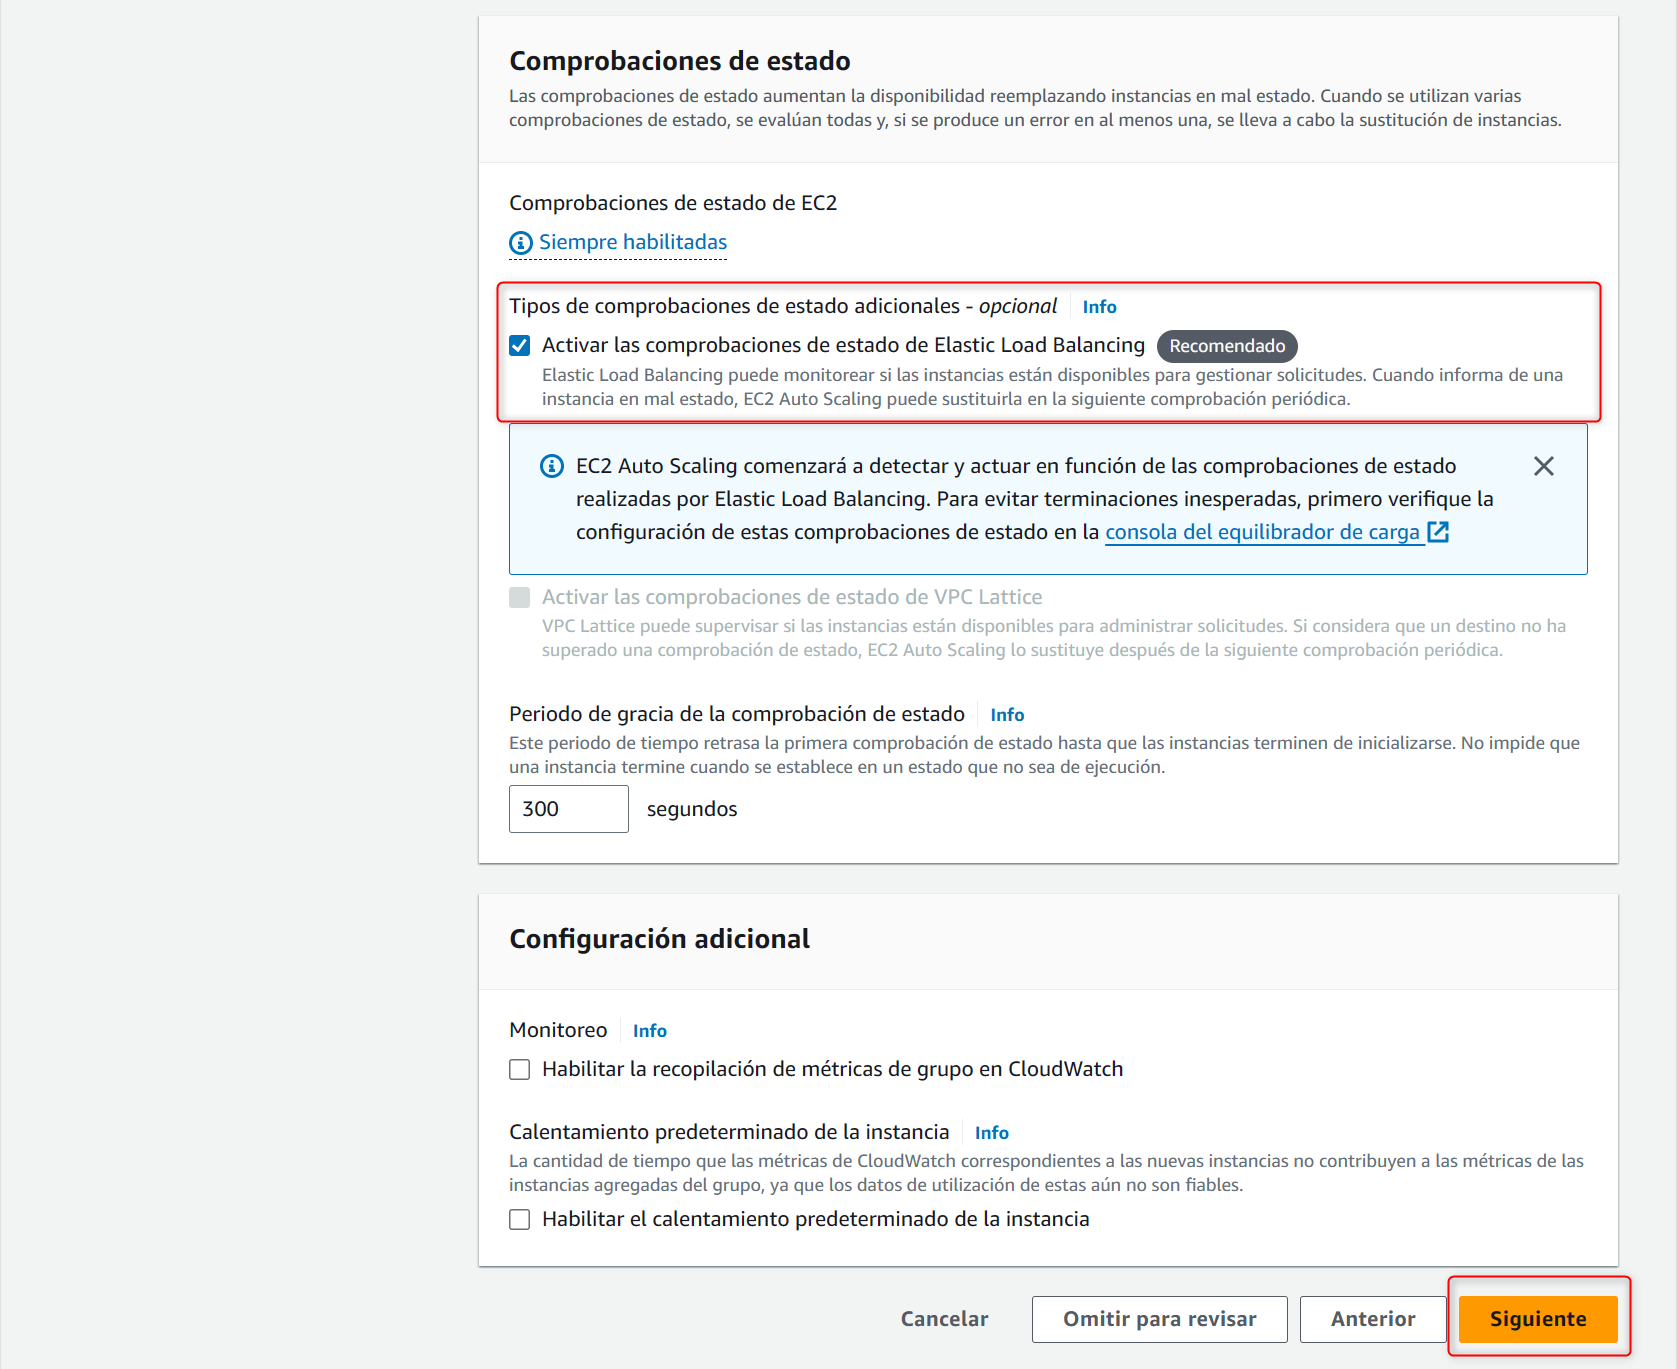 Comprobaciones de estado
Las comprobaciones de estado aumentan la disponibilidad reemplazando instancias en mal estado. Cuando se utilizan varias
comprobaciones de estado, se evalúan todas y, si se produce un error en al menos una, se lleva a cabo la sustitución de instancias.
Comprobaciones de estado de EC2
Siempre habilitadas
Tipos de comprobaciones de estado adicionales - opcional Info
Activar las comprobaciones de estado de Elastic Load Balancing Recomendado
Elastic Load Balancing puede monitorear si las instancias están disponibles para gestionar solicitudes. Cuando informa de una
instancia en mal estado, EC2 Auto Scaling puede sustituirla en la siguiente comprobación periódica.
EC2 Auto Scaling comenzará a detectar y actuar en función de las comprobaciones de estado
realizadas por Elastic Load Balancing. Para evitar terminaciones inesperadas, primero verifique la
configuración de estas comprobaciones de estado en la consola del equilibrador de carga
Activar las comprobaciones de estado de VPC Lattice
VPC Lattice puede supervisar si las instancias están disponibles para administrar solicitudes. Si considera que un destino no ha
superado una comprobación de estado, EC2 Auto Scaling lo sustituye después de la siguiente comprobación periódica.
Periodo de gracia de la comprobación de estado Info
Este periodo de tiempo retrasa la primera comprobación de estado hasta que las instancias terminen de inicializarse. No impide que
una instancia termine cuando se establece en un estado que no sea de ejecución.
300 segundos
Configuración adicional
Monitoreo Info
Habilitar la recopilación de métricas de grupo en CloudWatch
Calentamiento predeterminado de la instancia Info
La cantidad de tiempo que las métricas de CloudWatch correspondientes a las nuevas instancias no contribuyen a las métricas de las
instancias agregadas del grupo, ya que los datos de utilización de estas aún no son fiables.
Habilitar el calentamiento predeterminado de la instancia
Cancelar Omitir para revisar Anterior Siguiente